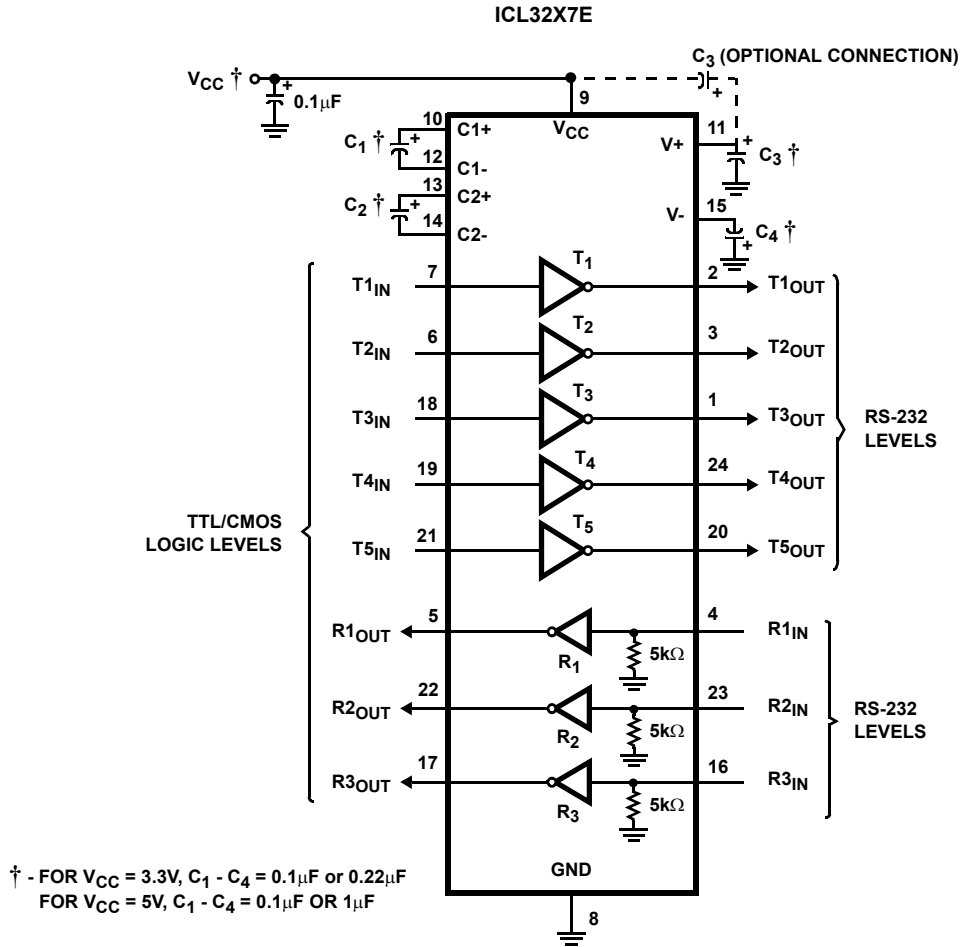 ICL32X7E
C3 (OPTIONAL CONNECTION)
VCC †
+
0.1μF
+
9
VCC
10
C1+
C1 †
+
12
C1-
13
C2+
C2 †
+
14
C2-
11
V+
+
C3 †
15
V-
C4 †
+
T1IN
7
T1
2
T1OUT
T2IN
6
T2
3
T2OUT
T3IN
18
T3
1
T3OUT
T4IN
19
T4
24
T4OUT
T5IN
21
T5
20
T5OUT
RS-232
LEVELS
TTL/CMOS
LOGIC LEVELS
R1OUT
5
R1
5kΩ
4
R1IN
R2OUT
22
R2
5kΩ
23
R2IN
R3OUT
17
R3
5kΩ
16
R3IN
RS-232
LEVELS
GND
8
† - FOR VCC = 3.3V, C1 - C4 = 0.1μF or 0.22μF
FOR VCC = 5V, C1 - C4 = 0.1μF OR 1μF